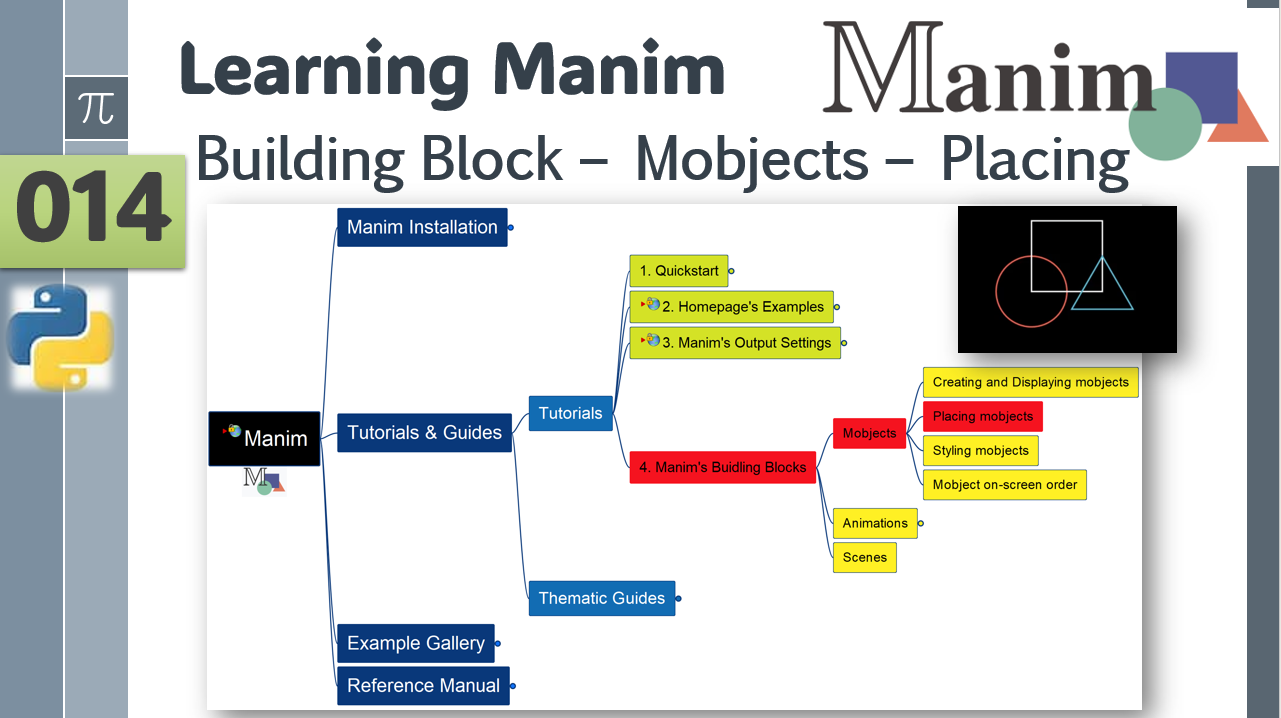 Learning Manim
Manim
π
Building Block – Mobjects – Placing
014
Manim Installation
1. Quickstart
2. Homepage's Examples
3. Manim's Output Settings
Creating and Displaying mobjects
Tutorials
Placing mobjects
Manim
Tutorials & Guides
Mobjects
Styling mobjects
4. Manim's Buidling Blocks
M
Mobject on-screen order
Animations
Scenes
Thematic Guides
Example Gallery
Reference Manual